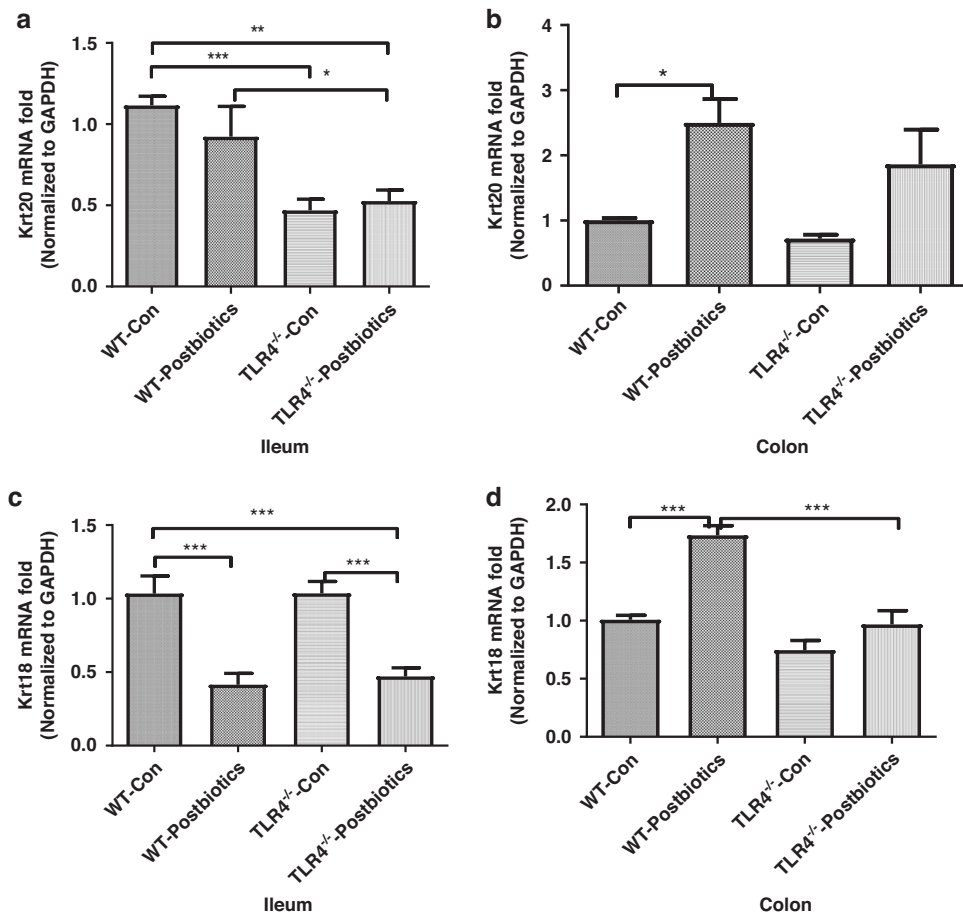 a
Krt20 mRNA fold
(Normalized to GAPDH)
1.5
1.0
0.5
0.0
**
***
*
WT-Con
WT-Postbiotics
TLR4-/--Con
TLR4-/--Postbiotics
Ileum
b
Krt20 mRNA fold
(Normalized to GAPDH)
4
3
2
1
0
*
WT-Con
WT-Postbiotics
TLR4-/--Con
TLR4-/--Postbiotics
Colon
c
Krt18 mRNA fold
(Normalized to GAPDH)
1.5
1.0
0.5
0.0
***
***
***
WT-Con
WT-Postbiotics
TLR4-/--Con
TLR4-/--Postbiotics
Ileum
d
Krt18 mRNA fold
(Normalized to GAPDH)
2.0
1.5
1.0
0.5
0.0
***
***
WT-Con
WT-Postbiotics
TLR4-/--Con
TLR4-/--Postbiotics
Colon